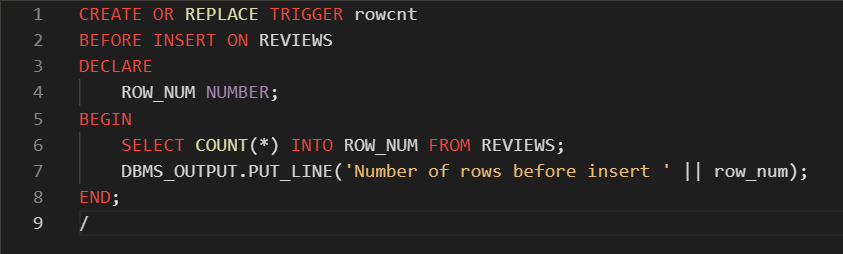 1 CREATE OR REPLACE TRIGGER rowcnt
2 BEFORE INSERT ON REVIEWS
3 DECLARE
4     ROW_NUM NUMBER;
5 BEGIN
6     SELECT COUNT(*) INTO ROW_NUM FROM REVIEWS;
7     DBMS_OUTPUT.PUT_LINE('Number of rows before insert ' || row_num);
8 END;
9 /